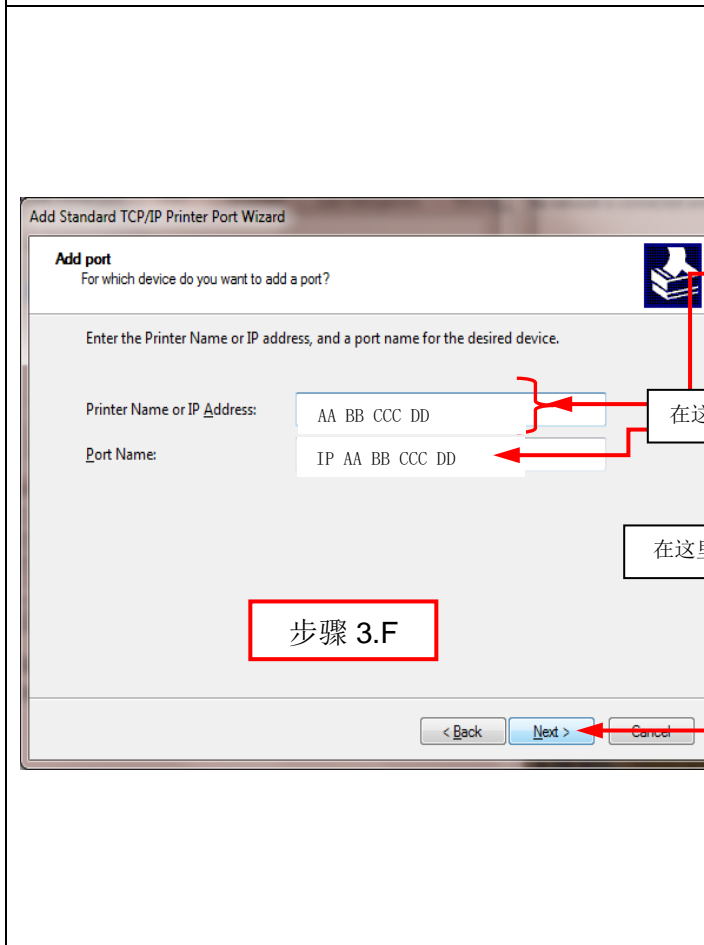 Add Standard TCP/IP Printer Port Wizard
Add port
For which device do you want to add a port?
Enter the Printer Name or IP address, and a port name for the desired device.
Printer Name or IP Address: AA BB CCC DD
在这
Port Name: IP AA BB CCC DD
在这里
步骤 3.F
< Back Next > Cancel